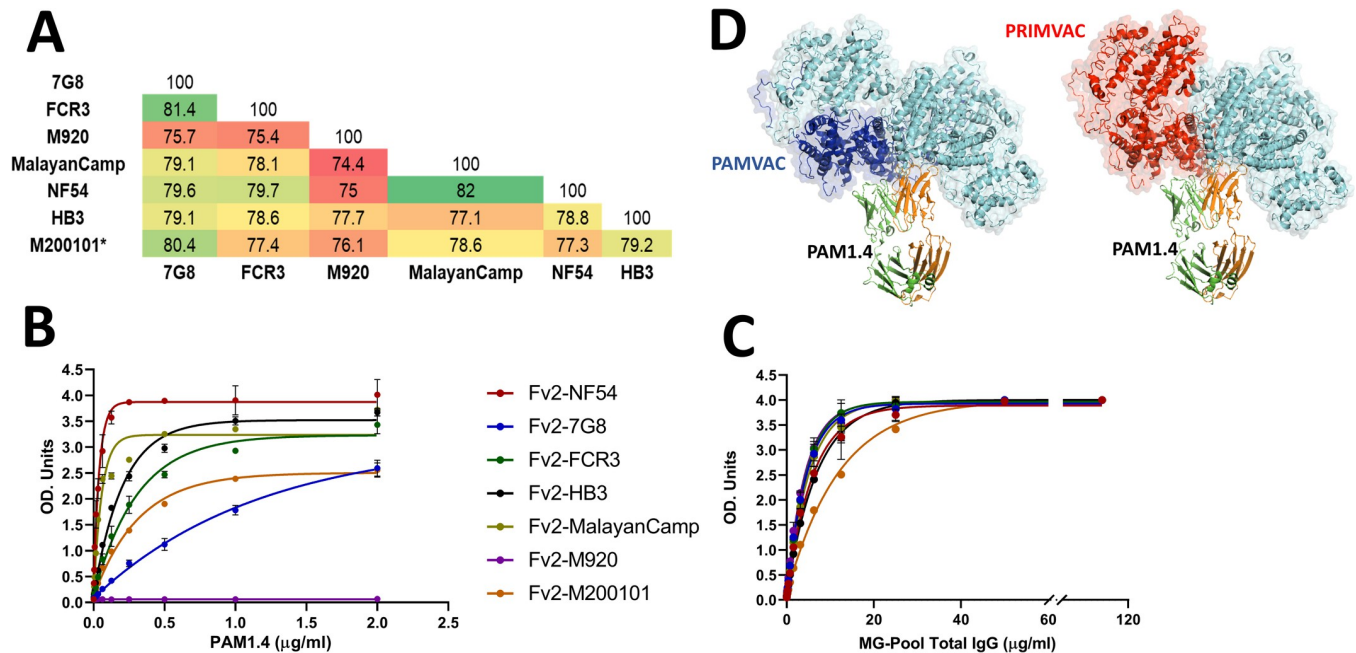 A
7G8 100
FCR3 81.4 100
M920 75.7 75.4 100
MalayanCamp 79.1 78.1 74.4 100
NF54 79.6 79.7 75 82 100
HB3 79.1 78.6 77.7 77.1 78.8 100
M200101* 80.4 77.4 76.1 78.6 77.3 79.2
7G8 FCR3 M920 MalayanCamp NF54 HB3
D
PRIMVAC
PAMVAC
PAM1.4
PAM1.4
B
OD. Units
4.5
4.0
3.5
3.0
2.5
2.0
1.5
1.0
0.5
0.0
0.0 0.5 1.0 1.5 2.0 2.5
PAM1.4 (μg/ml)
Fv2-NF54
Fv2-7G8
Fv2-FCR3
Fv2-HB3
Fv2-MalayanCamp
Fv2-M920
Fv2-M200101
C
OD. Units
4.5
4.0
3.5
3.0
2.5
2.0
1.5
1.0
0.5
0.0
0 20 40 60 120
MG-Pool Total IgG (μg/ml)